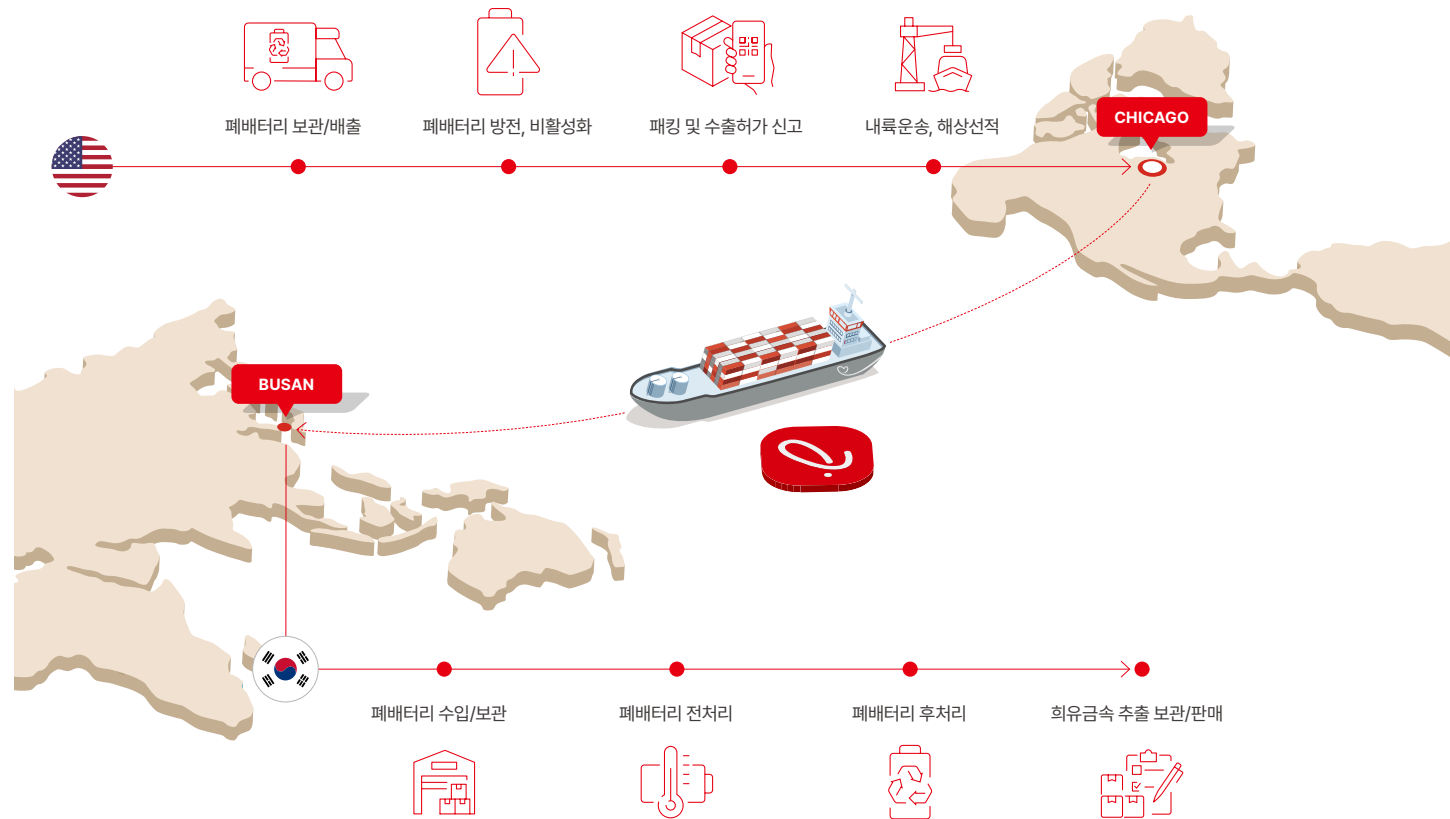 폐배터리 보관/배출
폐배터리 방전, 비활성화
패킹 및 수출허가 신고
내륙운송, 해상선적
CHICAGO
BUSAN
폐배터리 수입/보관
폐배터리 전처리
폐배터리 후처리
희유금속 추출 보관/판매